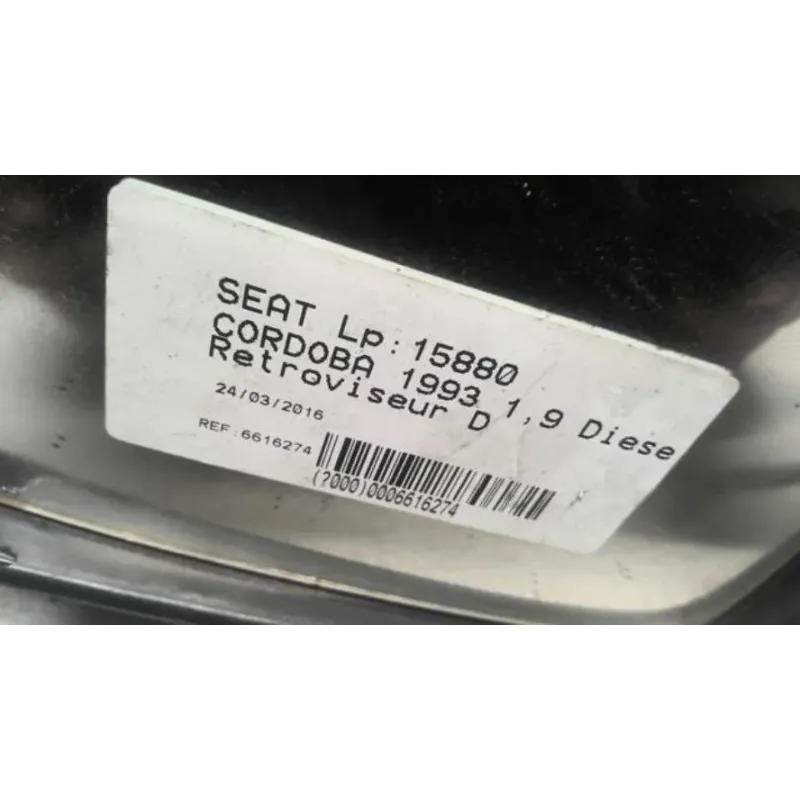 SEAT Lp:15880
CORDOBA 1993 1,9 Diese
Retroviseur D
24/03/2016
REF:6616274
(?000)0006616274